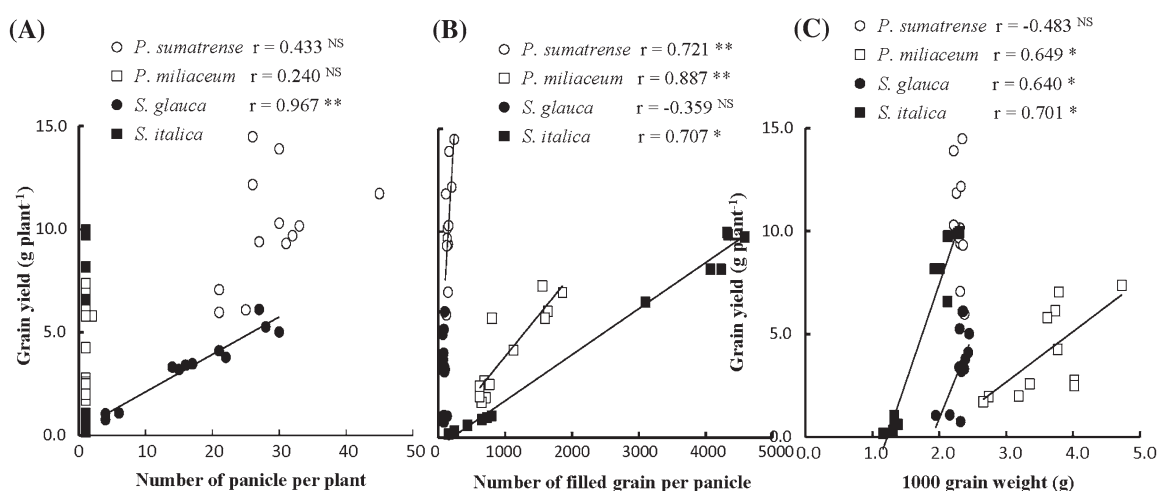 (A)
P. sumatrense r = 0.433 NS
P. miliaceum r = 0.240 NS
S. glauca r = 0.967 **
S. italica
15.0
10.0
5.0
0.0
0 10 20 30 40 50
Grain yield (g plant-1)
Number of panicle per plant
(B)
P. sumatrense r = 0.721 **
P. miliaceum r = 0.887 **
S. glauca r = -0.359 NS
S. italica r = 0.707 *
0 1000 2000 3000 4000 5000
Number of filled grain per panicle
(C)
P. sumatrense r = -0.483 NS
P. miliaceum r = 0.649 *
S. glauca r = 0.640 *
S. italica r = 0.701 *
15.0
10.0
5.0
0.0
Grain yield (g plant-1)
0.0 1.0 2.0 3.0 4.0 5.0
1000 grain weight (g)